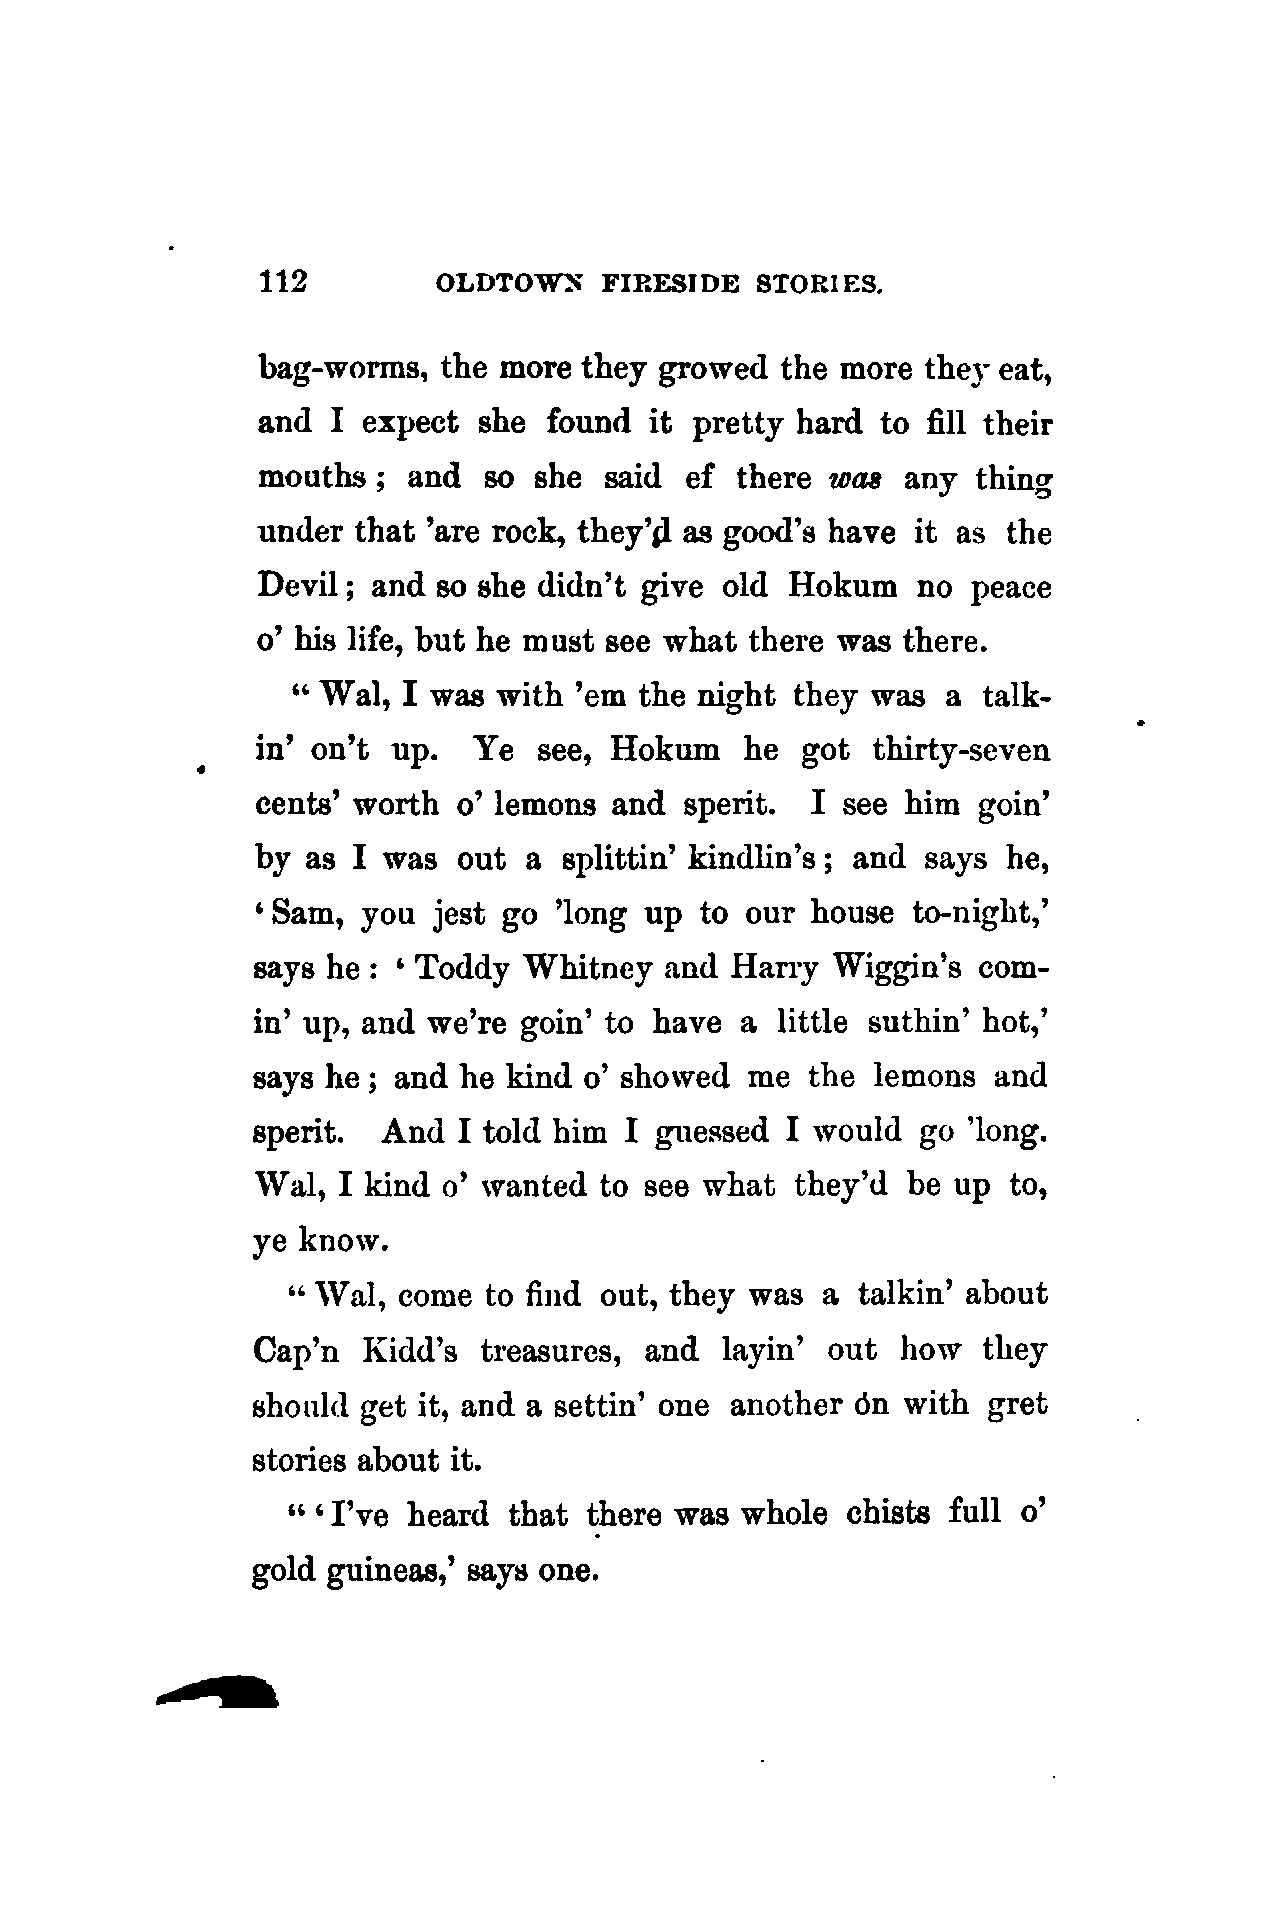 112 OLDTOWN FIRESIDE STORIES.
bag-worms, the more they growed the more they eat,
and I expect she found it pretty hard to fill their
mouths ; and so she said ef there was any thing
under that ’are rock, they’d as good’s have it as the
Devil ; and so she didn’t give old Hokum no peace
o’ his life, but he must see what there was there.
“ Wal, I was with ’em the night they was a talk-
in’ on’t up. Ye see, Hokum he got thirty-seven
cents’ worth o’ lemons and sperit. I see him goin’
by as I was out a splittin’ kindlin’s ; and says he,
‘ Sam, you jest go ’long up to our house to-night,’
says he : ‘ Toddy Whitney and Harry Wiggin’s com-
in’ up, and we’re goin’ to have a little suthin’ hot,’
says he ; and he kind o’ showed me the lemons and
sperit. And I told him I guessed I would go ’long.
Wal, I kind o’ wanted to see what they’d be up to,
ye know.
“ Wal, come to find out, they was a talkin’ about
Cap’n Kidd’s treasures, and layin’ out how they
should get it, and a settin’ one another ón with gret
stories about it.
“ ‘ I’ve heard that there was whole chists full o’
gold guineas,’ says one.